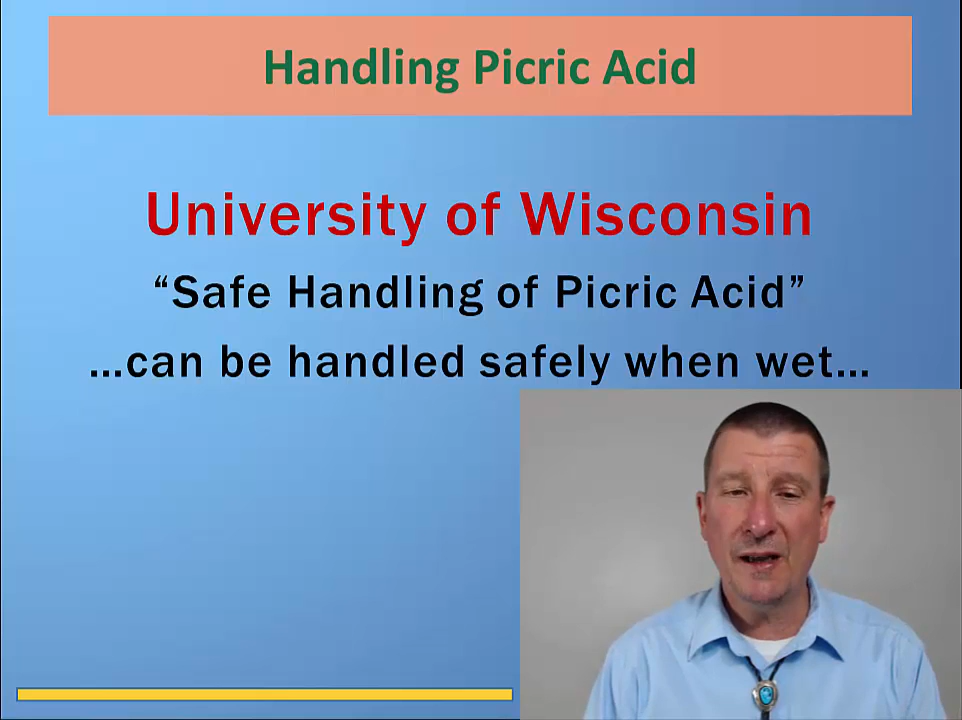 Handling Picric Acid
University of Wisconsin
“Safe Handling of Picric Acid”
…can be handled safely when wet…